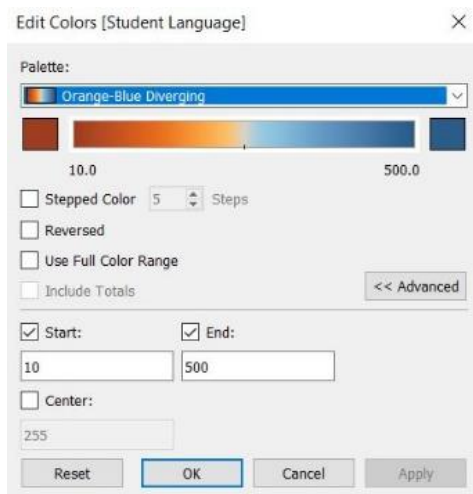 Edit Colors [Student Language]
Palette:
Orange-Blue Diverging
10.0 500.0
Stepped Color 5 Steps
Reversed
Use Full Color Range
Include Totals << Advanced
Start: End:
10 500
Center:
255
Reset OK Cancel Apply